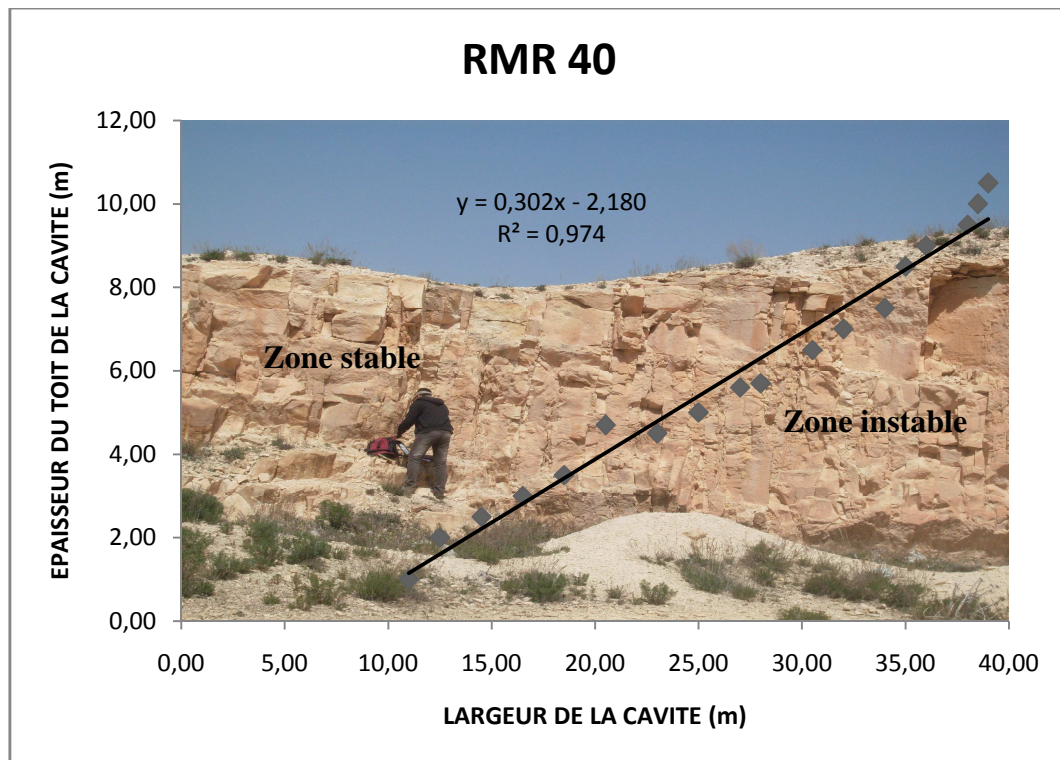 RMR 40
EPAISSEUR DU TOIT DE LA CAVITE (m)
12,00
10,00
8,00
6,00
4,00
2,00
0,00
y = 0,302x - 2,180
R² = 0,974
Zone stable
Zone instable
0,00 5,00 10,00 15,00 20,00 25,00 30,00 35,00 40,00
LARGEUR DE LA CAVITE (m)